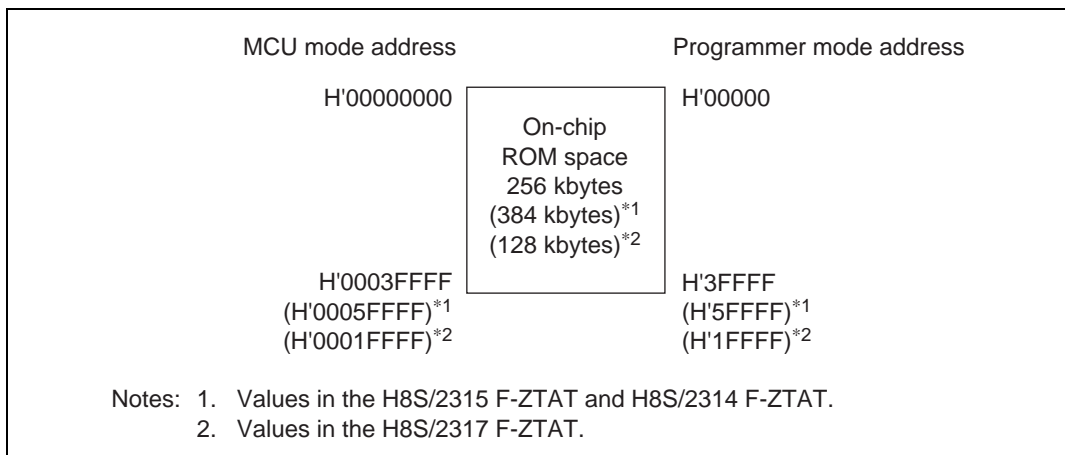 MCU mode address
Programmer mode address
H'00000000
H'00000
On-chip
ROM space
256 kbytes
(384 kbytes)*1
(128 kbytes)*2
H'0003FFFF
H'3FFFF
(H'0005FFFF)*1
(H'5FFFF)*1
(H'0001FFFF)*2
(H'1FFFF)*2
Notes: 1. Values in the H8S/2315 F-ZTAT and H8S/2314 F-ZTAT.
2. Values in the H8S/2317 F-ZTAT.